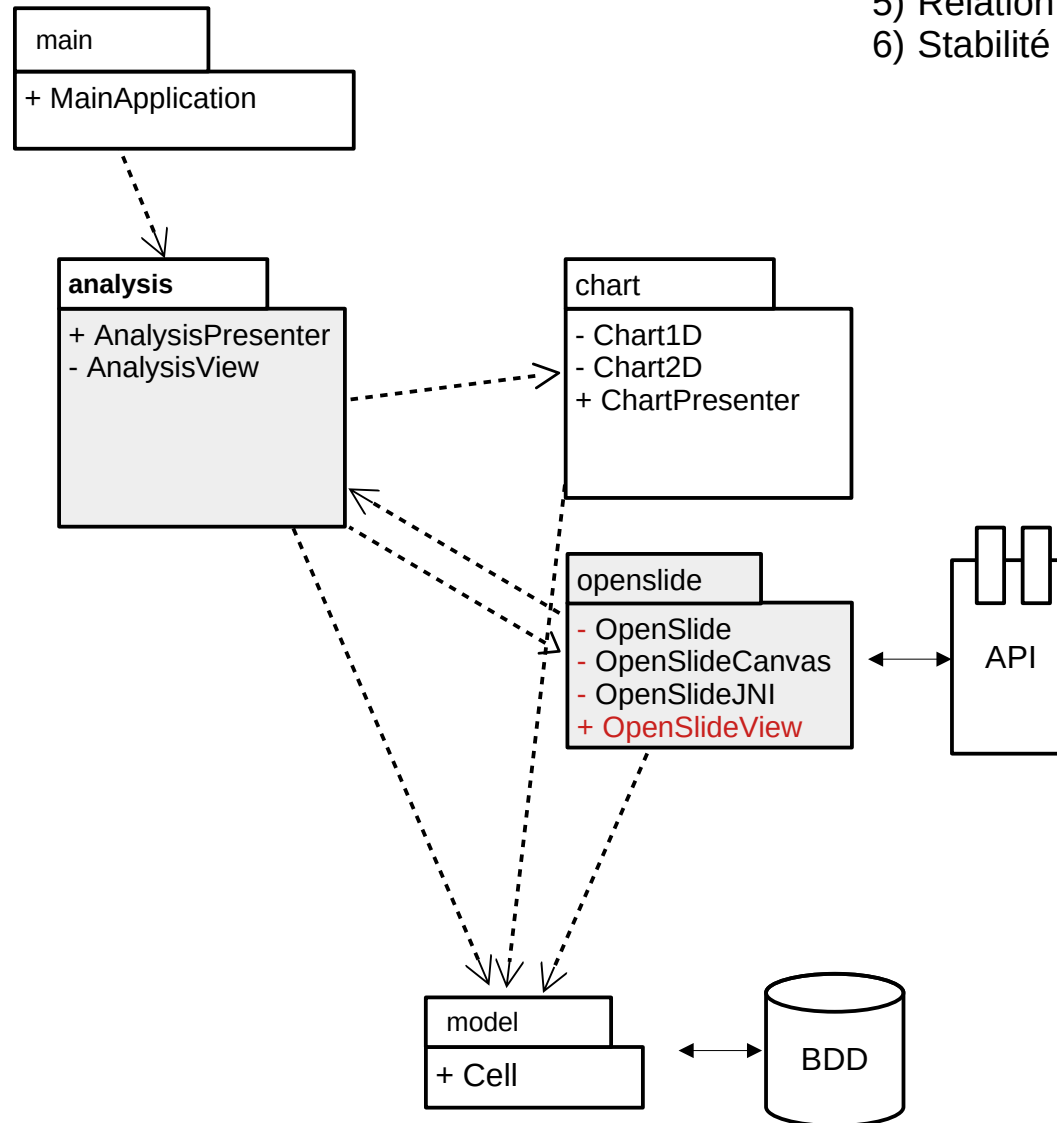 5) Relation
6) Stabilité
main
+ MainApplication
analysis
+ AnalysisPresenter
- AnalysisView
chart
- Chart1D
- Chart2D
+ ChartPresenter
openslide
- OpenSlide
- OpenSlideCanvas
- OpenSlideJNI
+ OpenSlideView
API
model
+ Cell
BDD